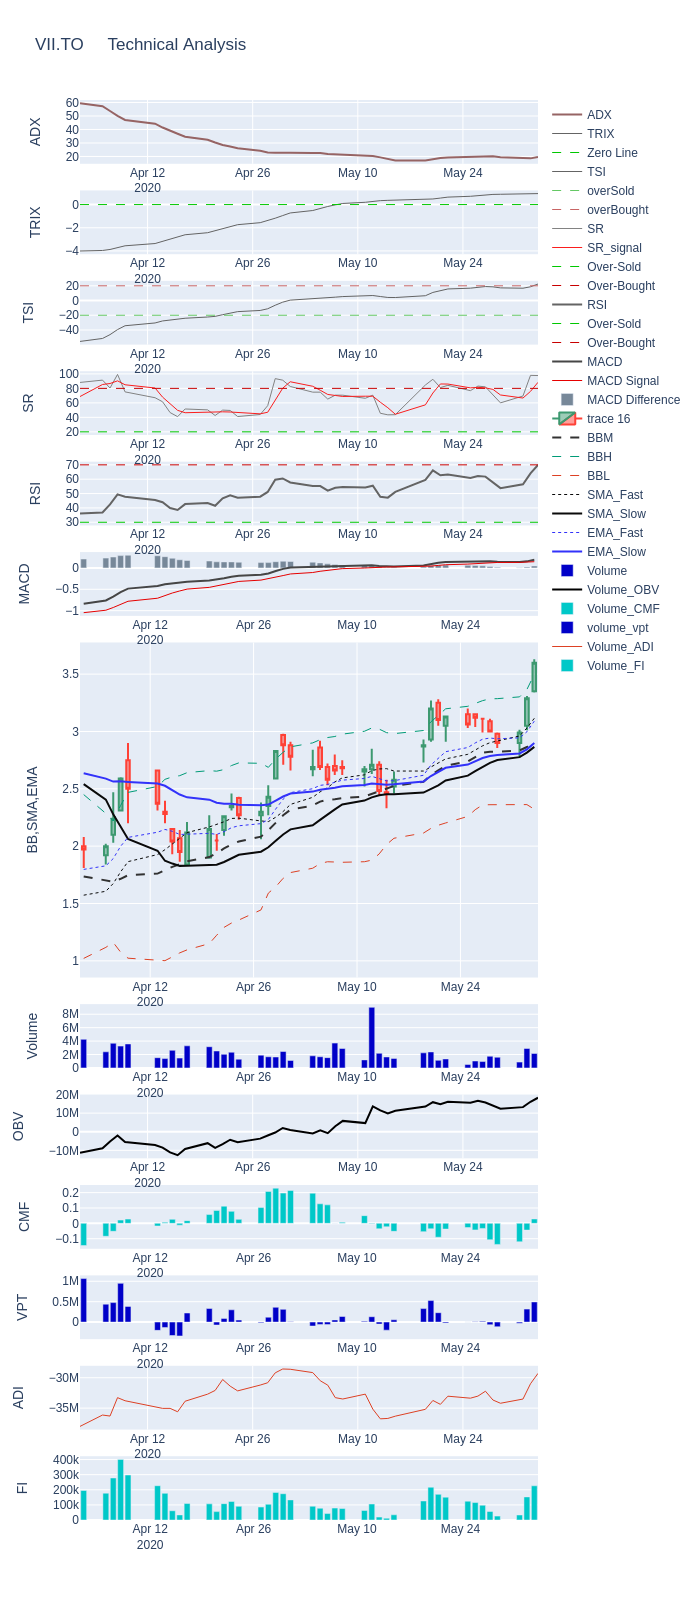 VII.TO Technical Analysis
ADX
60
50
40
30
20
Apr 12
2020
Apr 26
May 10
May 24
TRIX
0
−2
−4
Apr 12
2020
Apr 26
May 10
May 24
TSI
20
0
−20
−40
Apr 12
2020
Apr 26
May 10
May 24
SR
100
80
60
40
20
Apr 12
2020
Apr 26
May 10
May 24
RSI
70
60
50
40
30
Apr 12
2020
Apr 26
May 10
May 24
MACD
0
−0.5
−1
Apr 12
2020
Apr 26
May 10
May 24
BB,SMA,EMA
3.5
3
2.5
2
1.5
1
Apr 12
2020
Apr 26
May 10
May 24
Volume
8M
6M
4M
2M
0
Apr 12
2020
Apr 26
May 10
May 24
OBV
20M
10M
0
−10M
Apr 12
2020
Apr 26
May 10
May 24
CMF
0.2
0.1
0
−0.1
Apr 12
2020
Apr 26
May 10
May 24
VPT
1M
0.5M
0
Apr 12
2020
Apr 26
May 10
May 24
ADI
−30M
−35M
Apr 12
2020
Apr 26
May 10
May 24
FI
400k
300k
200k
100k
0
Apr 12
2020
Apr 26
May 10
May 24
ADX
TRIX
Zero Line
TSI
overSold
overBought
SR
SR_signal
Over-Sold
Over-Bought
RSI
Over-Sold
Over-Bought
MACD
MACD Signal
MACD Difference
trace 16
BBM
BBH
BBL
SMA_Fast
SMA_Slow
EMA_Fast
EMA_Slow
Volume
Volume_OBV
Volume_CMF
volume_vpt
Volume_ADI
Volume_FI